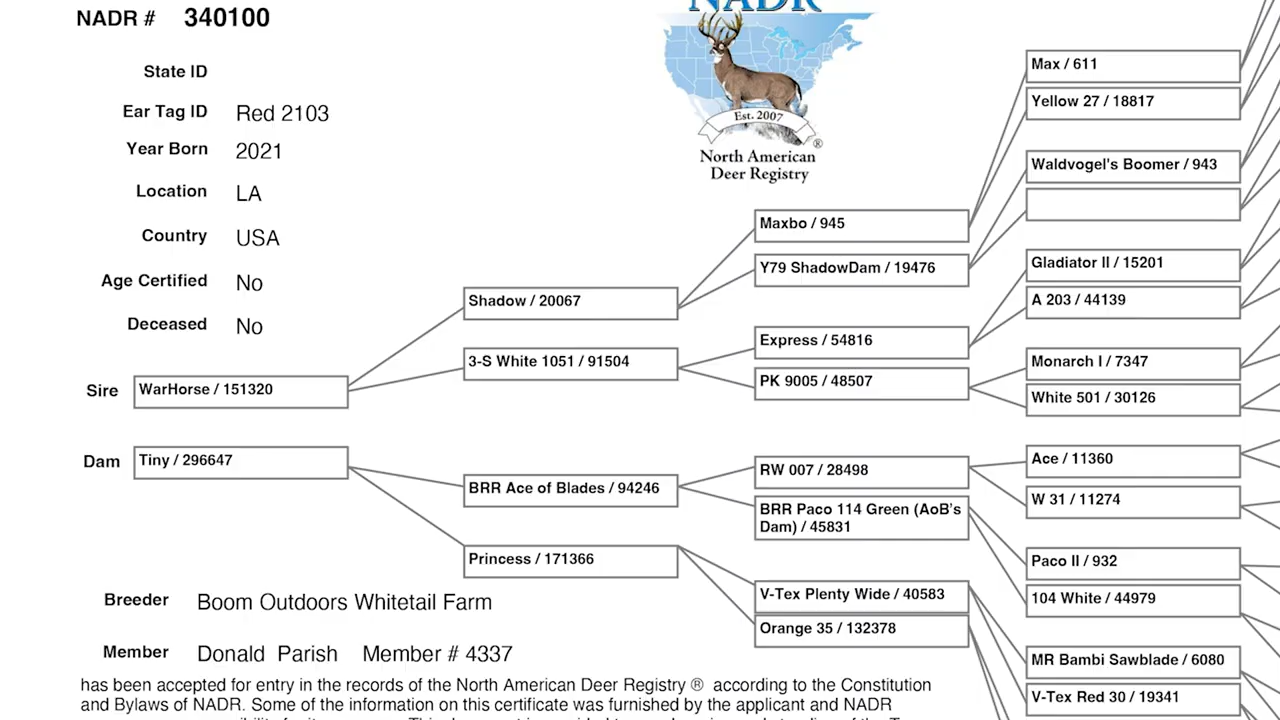 NADR
NADR # 340100
State ID
Ear Tag ID Red 2103
Year Born 2021
Location LA
Country USA
Age Certified No
Deceased No
Est. 2007
®
North American
Deer Registry
Sire WarHorse / 151320
Dam Tiny / 296647
Shadow / 20067
3-S White 1051 / 91504
BRR Ace of Blades / 94246
Princess / 171366
Maxbo / 945
Y79 ShadowDam / 19476
Express / 54816
PK 9005 / 48507
RW 007 / 28498
BRR Paco 114 Green (AoB's
Dam) / 45831
V-Tex Plenty Wide / 40583
Orange 35 / 132378
Max / 611
Yellow 27 / 18817
Waldvogel's Boomer / 943
Gladiator II / 15201
A 203 / 44139
Monarch I / 7347
White 501 / 30126
Ace / 11360
W 31 / 11274
Paco II / 932
104 White / 44979
MR Bambi Sawblade / 6080
V-Tex Red 30 / 19341
Breeder Boom Outdoors Whitetail Farm
Member Donald Parish Member # 4337
has been accepted for entry in the records of the North American Deer Registry ® according to the Constitution
and Bylaws of NADR. Some of the information on this certificate was furnished by the applicant and NADR